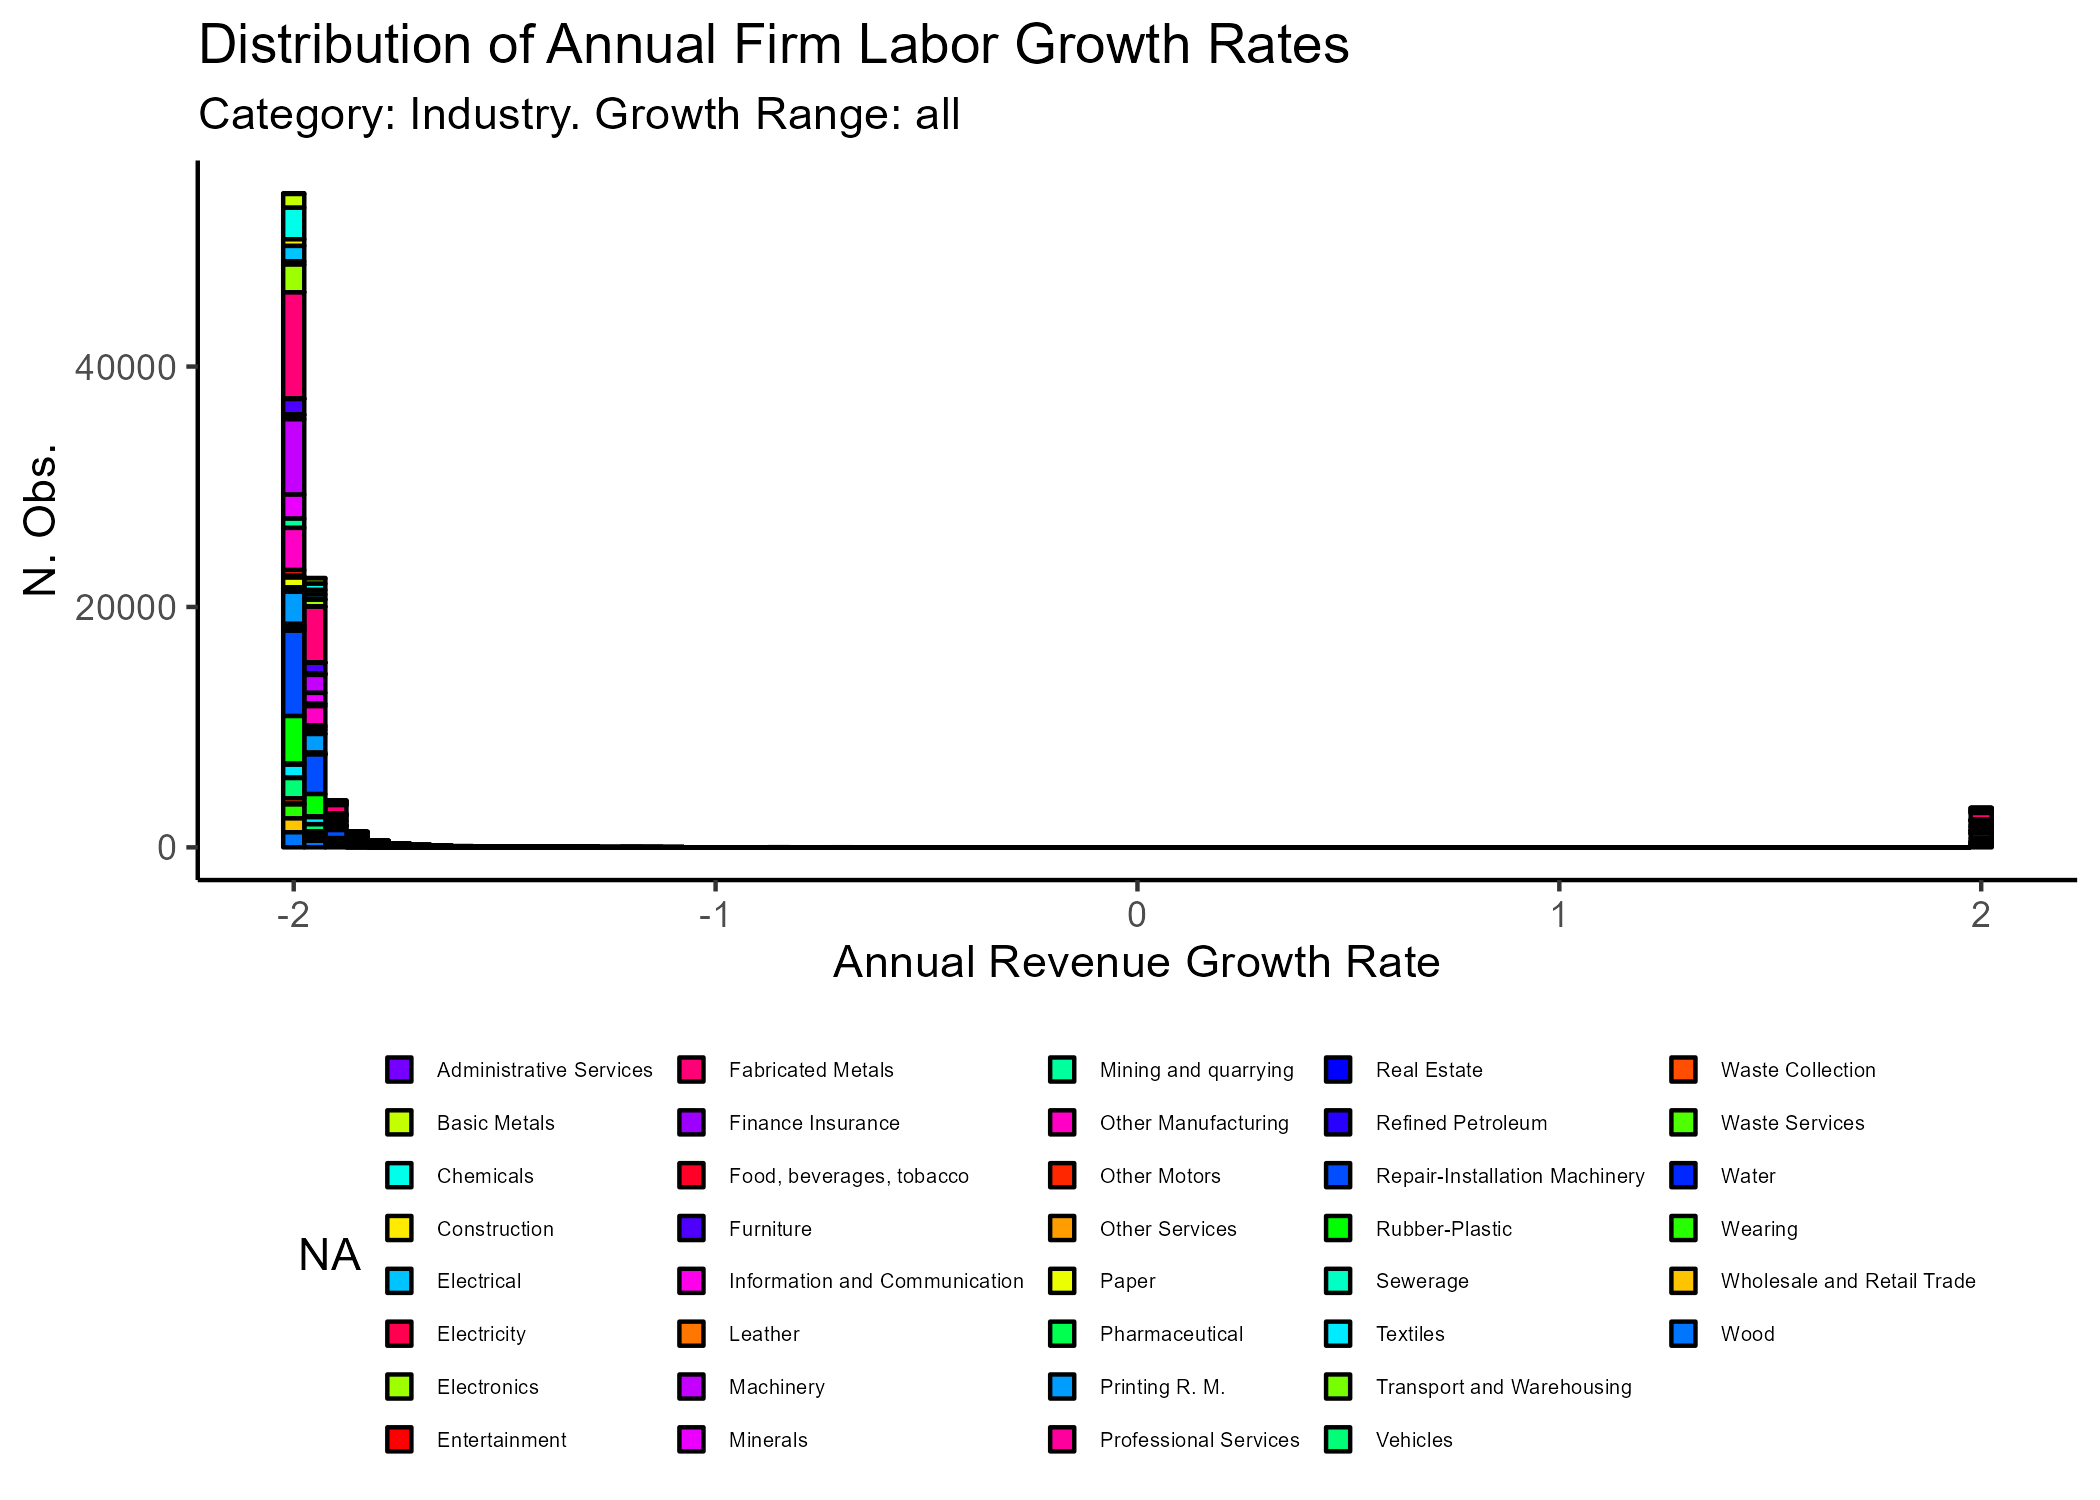 Distribution of Annual Firm Labor Growth Rates
Category: Industry. Growth Range: all
N. Obs.
40000
20000
0
-2 -1 0 1 2
Annual Revenue Growth Rate
NA
Administrative Services
Basic Metals
Chemicals
Construction
Electrical
Electricity
Electronics
Entertainment
Fabricated Metals
Finance Insurance
Food, beverages, tobacco
Furniture
Information and Communication
Leather
Machinery
Minerals
Mining and quarrying
Other Manufacturing
Other Motors
Other Services
Paper
Pharmaceutical
Printing R. M.
Professional Services
Real Estate
Refined Petroleum
Repair-Installation Machinery
Rubber-Plastic
Sewerage
Textiles
Transport and Warehousing
Vehicles
Waste Collection
Waste Services
Water
Wearing
Wholesale and Retail Trade
Wood